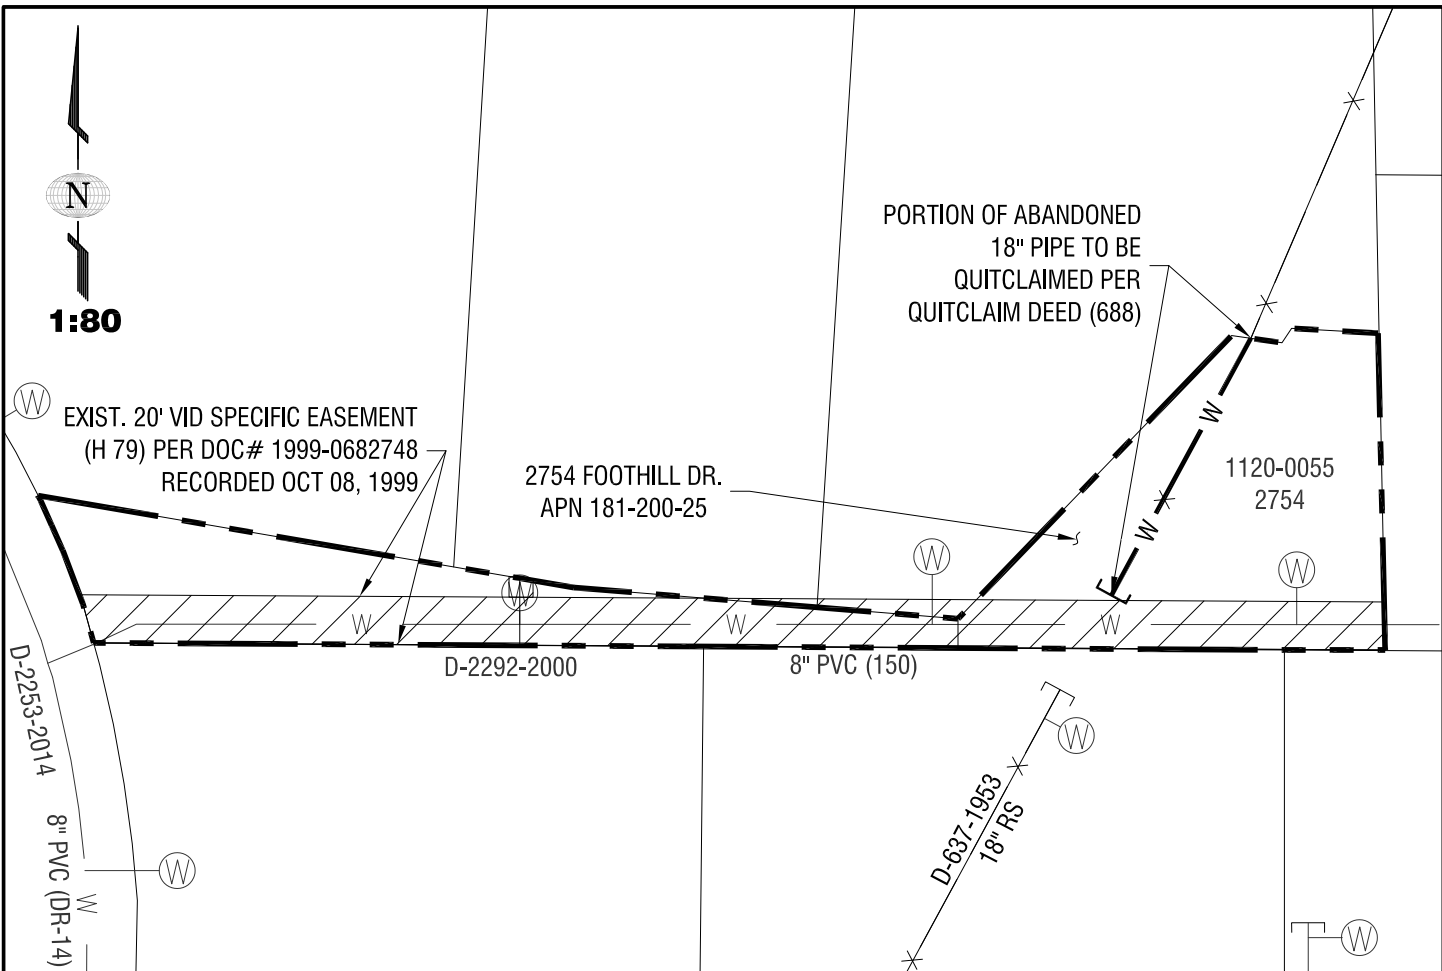 N
1:80
PORTION OF ABANDONED
18" PIPE TO BE
QUITCLAIMED PER
QUITCLAIM DEED (688)
W
EXIST. 20' VID SPECIFIC EASEMENT
(H 79) PER DOC# 1999-0682748
RECORDED OCT 08, 1999
2754 FOOTHILL DR.
APN 181-200-25
W
1120-0055
2754
W
W
W
W
W
W
W
D-2292-2000
8" PVC (150)
D-2253-2014
8" PVC (DR-14)
W
W
W
D-637-1953
18" RS
W